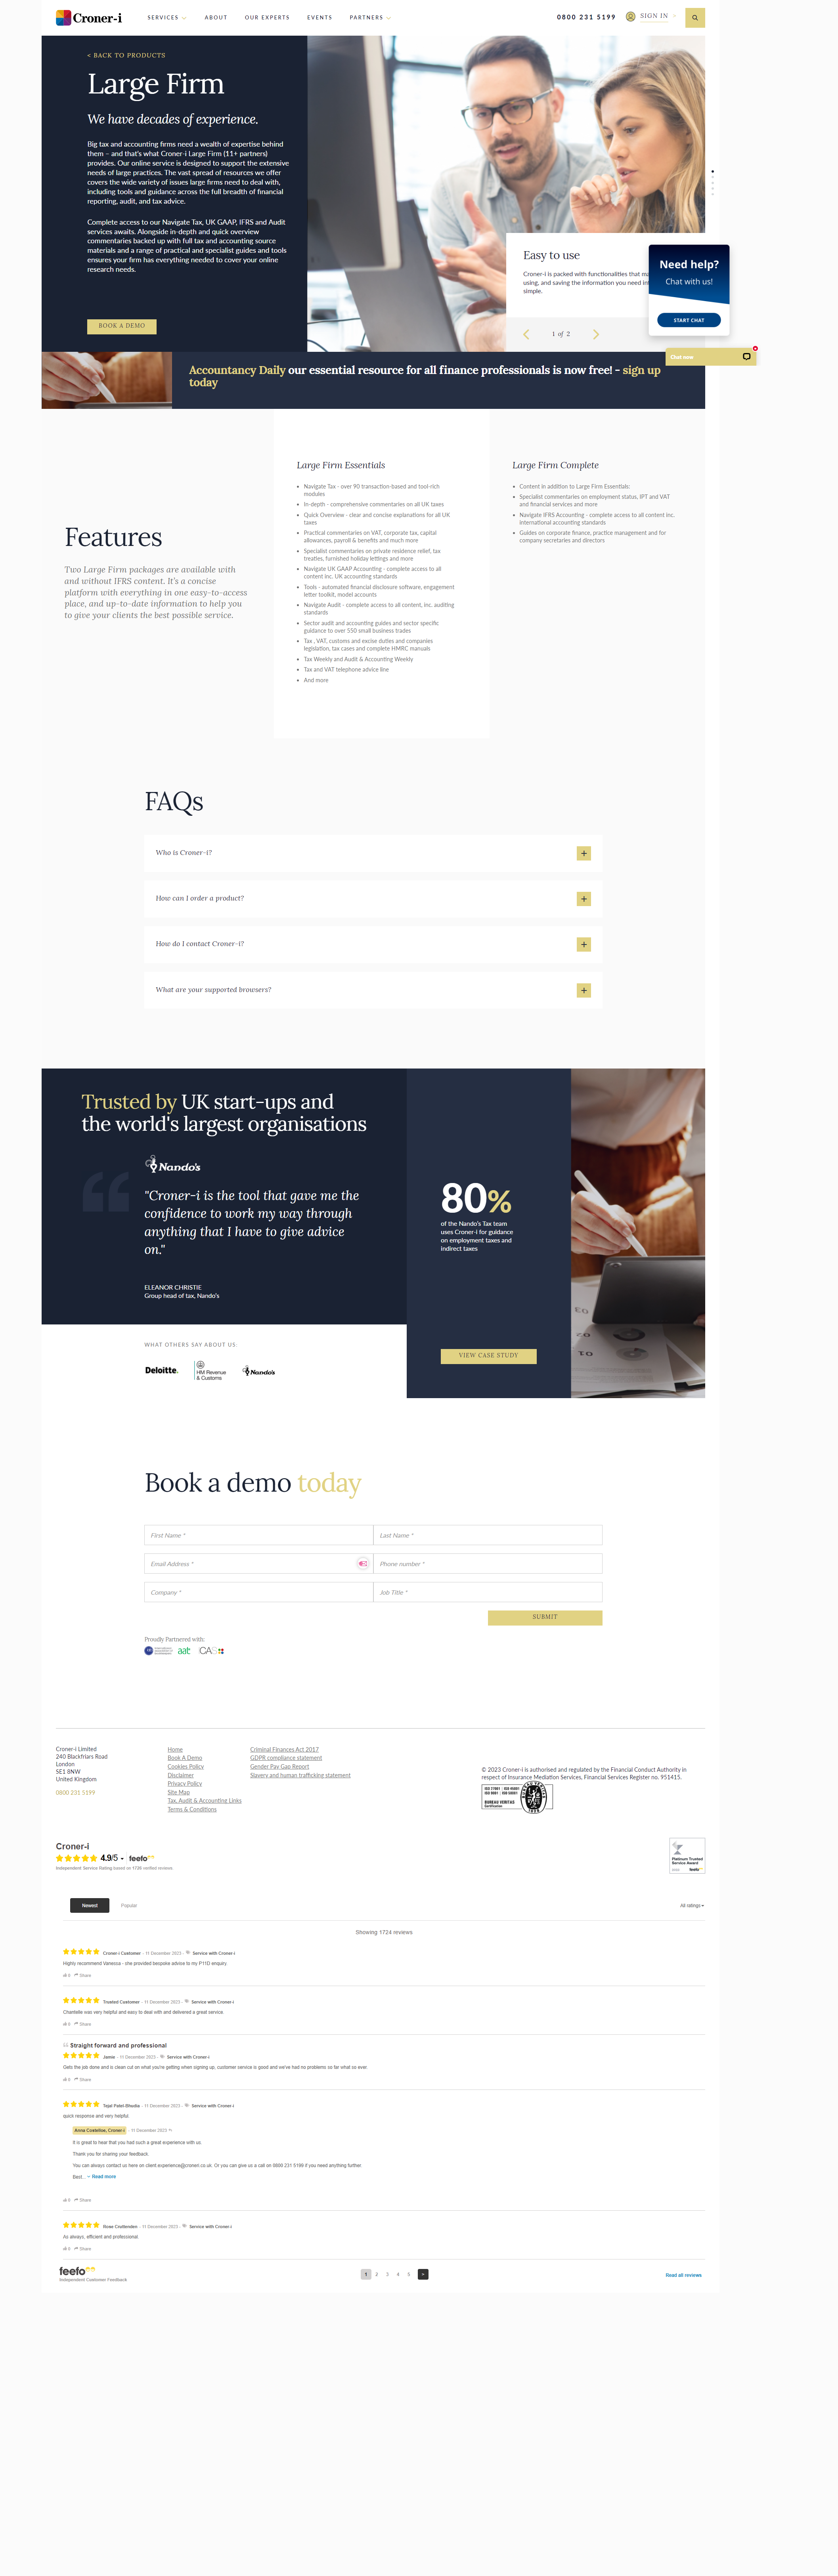 Croner-i
SERVICES
ABOUT
OUR EXPERTS
EVENTS
PARTNERS
0800 231 5199
SIGN IN
< BACK TO PRODUCTS
Large Firm
We have decades of experience.
Big tax and accounting firms need a wealth of expertise behind
them – and that's what Croner-i Large Firm (11+ partners)
provides. Our online service is designed to support the extensive
needs of large practices. The vast spread of resources we offer
covers the wide variety of issues large firms need to deal with,
including tools and guidance across the full breadth of financial
reporting, audit, and tax advice.
Complete access to our Navigate Tax, UK GAAP, IFRS and Audit
services awaits. Alongside in-depth and quick overview
commentaries backed up with full tax and accounting source
materials and a range of practical and specialist guides and tools
ensures your firm has everything needed to cover your online
research needs.
BOOK A DEMO
Easy to use
Croner-i is packed with functionalities that
using, and saving the information you need
simple.
1 of 2
Need help?
Chat with us!
START CHAT
Chat now
Accountancy Daily our essential resource for all finance professionals is now free! - sign up
today
Features
Two Large Firm packages are available with
and without IFRS content. It's a concise
platform with everything in one easy-to-access
place, and up-to-date information to help you
to give your clients the best possible service.
Large Firm Essentials
Navigate Tax - over 90 transaction-based and tool-rich
modules
In-depth - comprehensive commentaries on all UK taxes
Quick Overview - clear and concise explanations for all UK
taxes
Practical commentaries on VAT, corporate tax, capital
allowances, payroll & benefits and much more
Specialist commentaries on private residence relief, tax
treaties, furnished holiday lettings and more
Navigate UK GAAP Accounting - complete access to all
content inc. UK accounting standards
Tools - automated financial disclosure software, engagement
letter toolkit, model accounts
Navigate Audit - complete access to all content, inc. auditing
standards
Sector audit and accounting guides and sector specific
guidance to over 550 small business trades
Tax , VAT, customs and excise duties and companies
legislation, tax cases and complete HMRC manuals
Tax Weekly and Audit & Accounting Weekly
Tax and VAT telephone advice line
And more
Large Firm Complete
Content in addition to Large Firm Essentials:
Specialist commentaries on employment status, IPT and VAT
and financial services and more
Navigate IFRS Accounting - complete access to all content inc.
International accounting standards
Guides on corporate finance, practice management and for
company secretaries and directors
FAQs
Who is Croner-i?
How can I order a product?
How do I contact Croner-i?
What are your supported browsers?
Trusted by UK start-ups and
the world's largest organisations
Nando's
"Croner-i is the tool that gave me the
confidence to work my way through
anything that I have to give advice
on."
ELEANOR CHRISTIE
Group head of tax, Nando's
80%
of the Nando's Tax team
uses Croner-i for guidance
on employment taxes and
indirect taxes
VIEW CASE STUDY
WHAT OTHERS SAY ABOUT US:
Deloitte.
HM Revenue
& Customs
Nando's
Book a demo today
First Name *
Last Name *
Email Address *
Phone number *
Company *
Job Title *
SUBMIT
Proudly Partnered with:
aat
ICAS
Croner-i Limited
240 Blackfriars Road
London
SE1 8NW
United Kingdom
0800 231 5199
Home
Book A Demo
Cookies Policy
Disclaimer
Privacy Policy
Site Map
Tax, Audit & Accounting Links
Terms & Conditions
Criminal Finances Act 2017
GDPR compliance statement
Gender Pay Gap Report
Slavery and human trafficking statement
© 2023 Croner-i is authorised and regulated by the Financial Conduct Authority in
respect of Insurance Mediation Services, Financial Services Register no. 951415.
BUREAU VERITAS
Certification
Croner-i
4.9/5
feefo
Independent Service Rating based on 1724 verified reviews
Platinum Trusted
Service Award
feefo
Newest
Popular
All ratings
Showing 1724 reviews
Croner-i Customer - 11 December 2023 - Service with Croner-i
Highly recommend Vanessa - she provided bespoke advise to my P11D enquiry
0 Share
Trusted Customer - 11 December 2023 - Service with Croner-i
Chantelle was very helpful and easy to deal with and delivered a great service.
0 Share
Straight forward and professional
Jamie - 11 December 2023 - Service with Croner-i
Gets the job done and is clean cut on what you're getting when signing up, customer service is good and we've had no problems so far what so ever.
0 Share
Tejal Patel-Bhudia - 11 December 2023 - Service with Croner-i
quick response and very helpful
Anna Costelloe, Croner-i - 11 December 2023
It is great to hear that you had such a great experience with us.
Thank you for sharing your feedback.
You can always contact us here on client.experience@croneri.co.uk. Or you can give us a call on 0800 231 5199 if you need anything further.
Best... Read more
0 Share
Rose Cruttenden - 11 December 2023 - Service with Croner-i
As always, efficient and professional.
0 Share
feefo
Independent Customer Feedback
1 2 3 4 5 >
Read all reviews